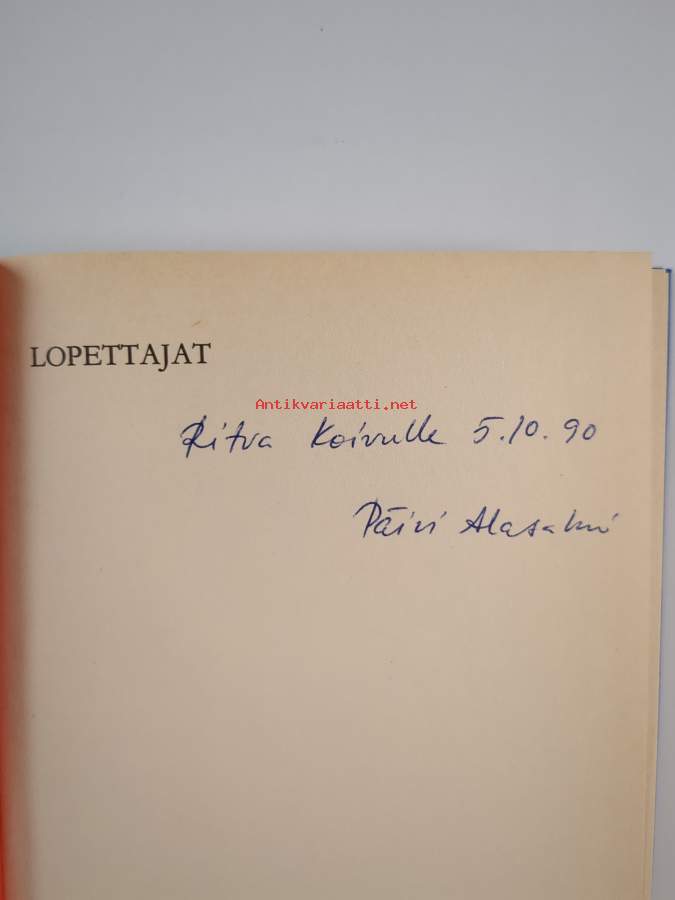 LOPETTAJAT
Antikvariaatti.net
Ritva Koivulle 5.10.90
Päivi Alasalmi